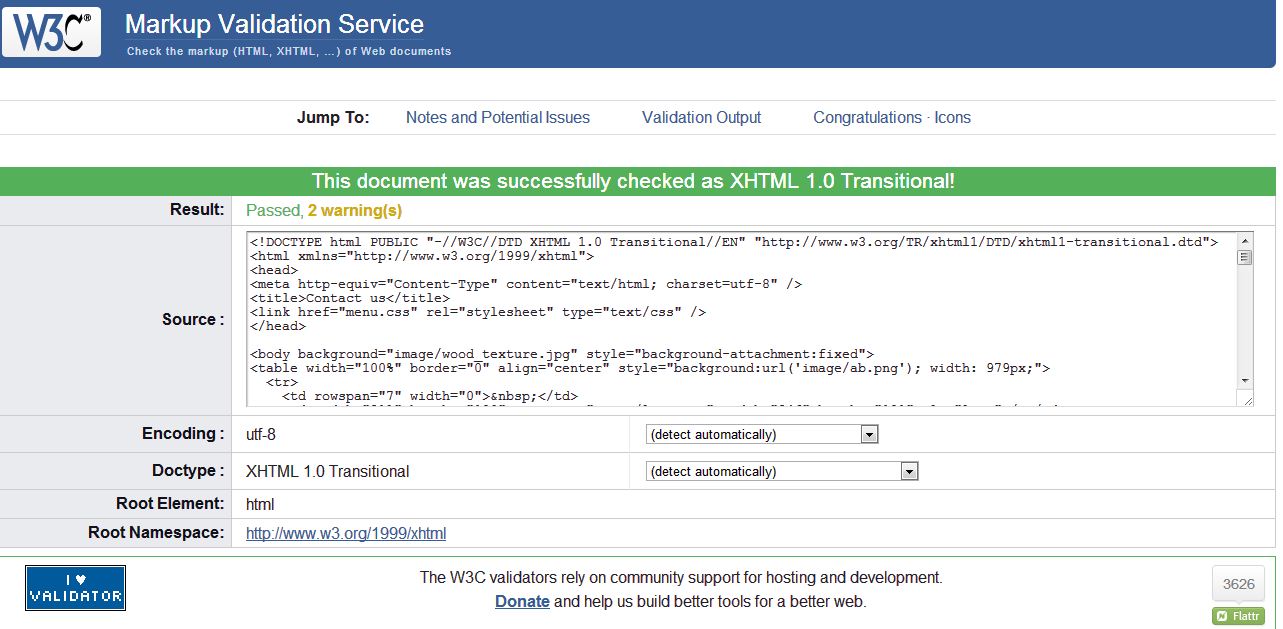 W3C®
Markup Validation Service
Check the markup (HTML, XHTML, …) of Web documents
Jump To: Notes and Potential Issues Validation Output Congratulations · Icons
This document was successfully checked as XHTML 1.0 Transitional!
Result: Passed, 2 warning(s)
Source :
<!DOCTYPE html PUBLIC "-//W3C//DTD XHTML 1.0 Transitional//EN" "http://www.w3.org/TR/xhtml1/DTD/xhtml1-transitional.dtd">
<html xmlns="http://www.w3.org/1999/xhtml">
<head>
<meta http-equiv="Content-Type" content="text/html; charset=utf-8" />
<title>Contact us</title>
<link href="menu.css" rel="stylesheet" type="text/css" />
</head>
<body background="image/wood_texture.jpg" style="background-attachment:fixed">
<table width="100%" border="0" align="center" style="background:url('image/ab.png'); width: 979px;">
<tr>
<td rowspan="7" width="0">&nbsp;</td>
Encoding : utf-8 (detect automatically)
Doctype : XHTML 1.0 Transitional (detect automatically)
Root Element: html
Root Namespace: http://www.w3.org/1999/xhtml
I ♥
VALIDATOR
The W3C validators rely on community support for hosting and development.
Donate and help us build better tools for a better web.
3626
Flattr